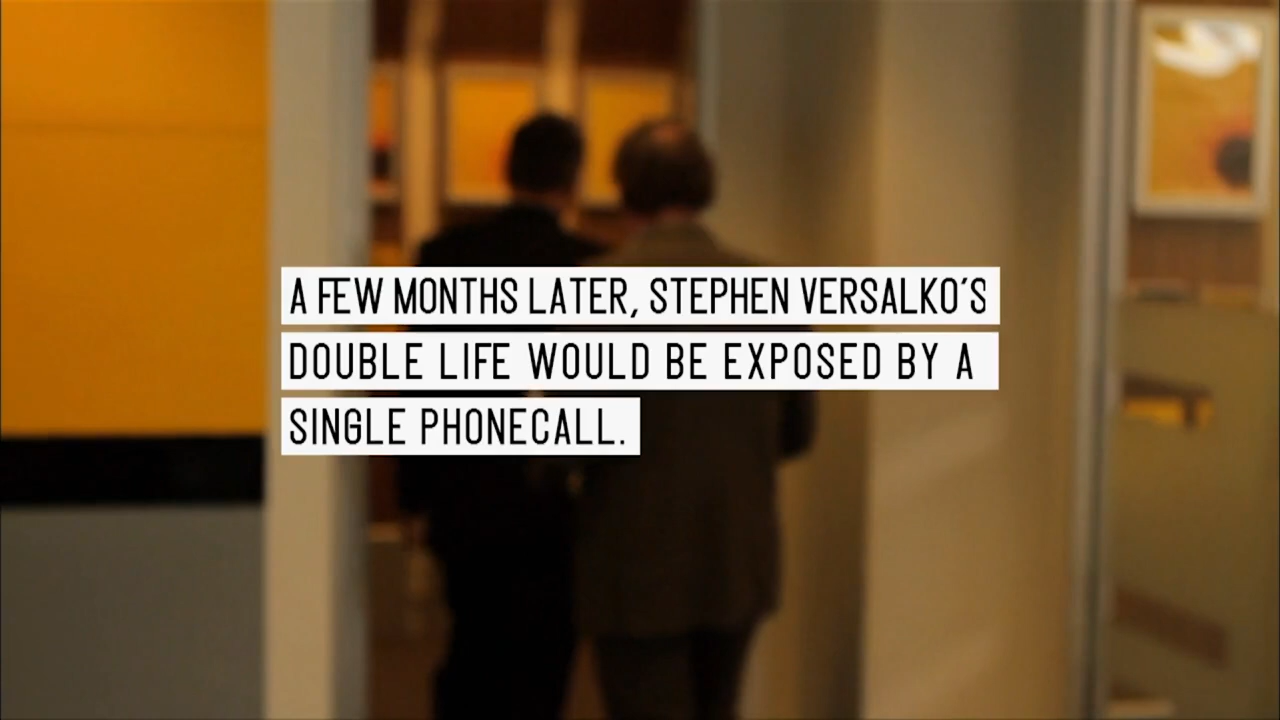 A FEW MONTHS LATER, STEPHEN VERSALKO'S
DOUBLE LIFE WOULD BE EXPOSED BY A
SINGLE PHONECALL.